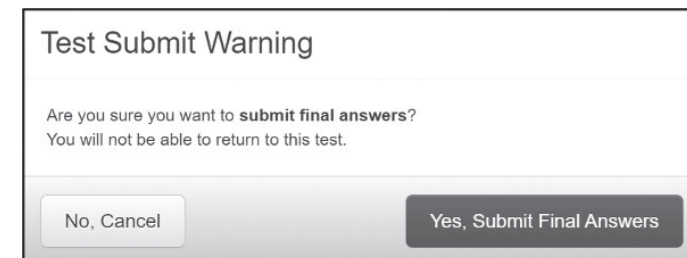 Test Submit Warning
Are you sure you want to submit final answers?
You will not be able to return to this test.
No, Cancel
Yes, Submit Final Answers